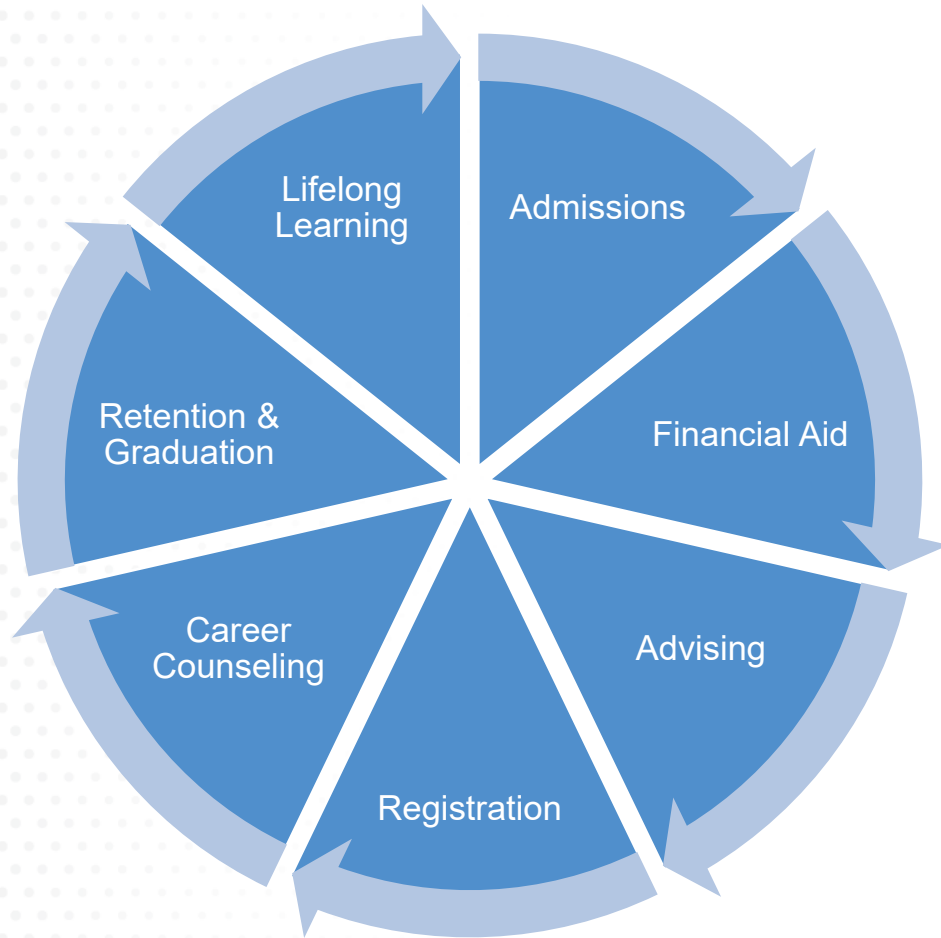 Admissions
Financial Aid
Advising
Registration
Career
Counseling
Retention &
Graduation
Lifelong
Learning